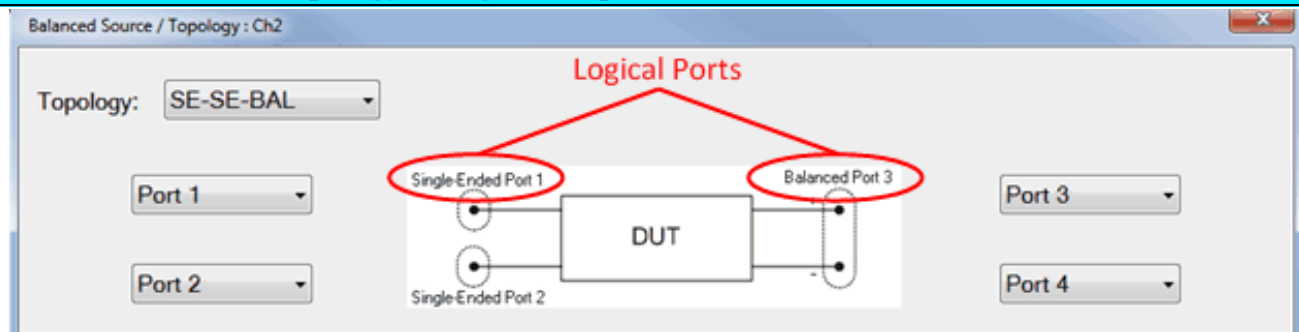 Balanced Source / Topology : Ch2
Logical Ports
Topology: SE-SE-BAL
Port 1
Single-Ended Port 1
Balanced Port 3
Port 3
+
DUT
Port 2
-
Port 4
Single-Ended Port 2